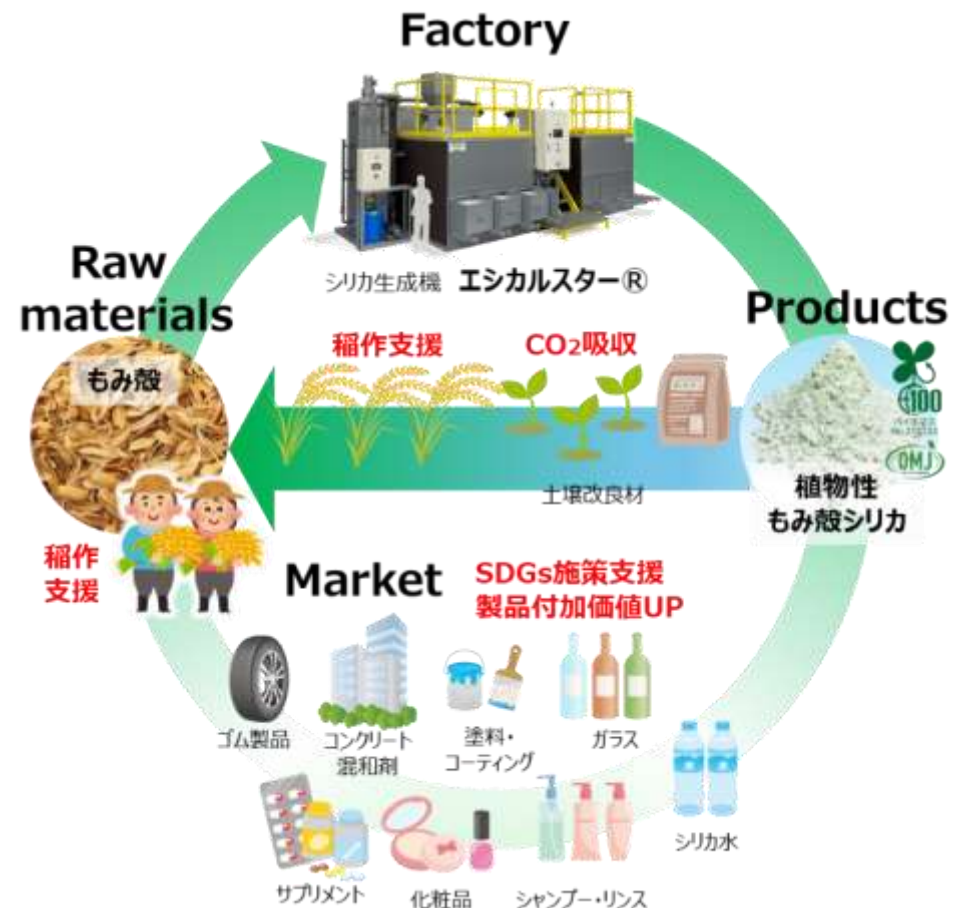 Factory
シリカ生成機 エシカルスター®
Raw
materials
もみ殻
稲作
支援
Products
植物性
もみ殻シリカ
100
OMJ
稲作支援
CO₂吸収
土壌改良材
Market
SDGs施策支援
製品付加価値UP
ゴム製品
コンクリート
混和剤
塗料・
コーティング
ガラス
シリカ水
サプリメント
化粧品
シャンプー・リンス